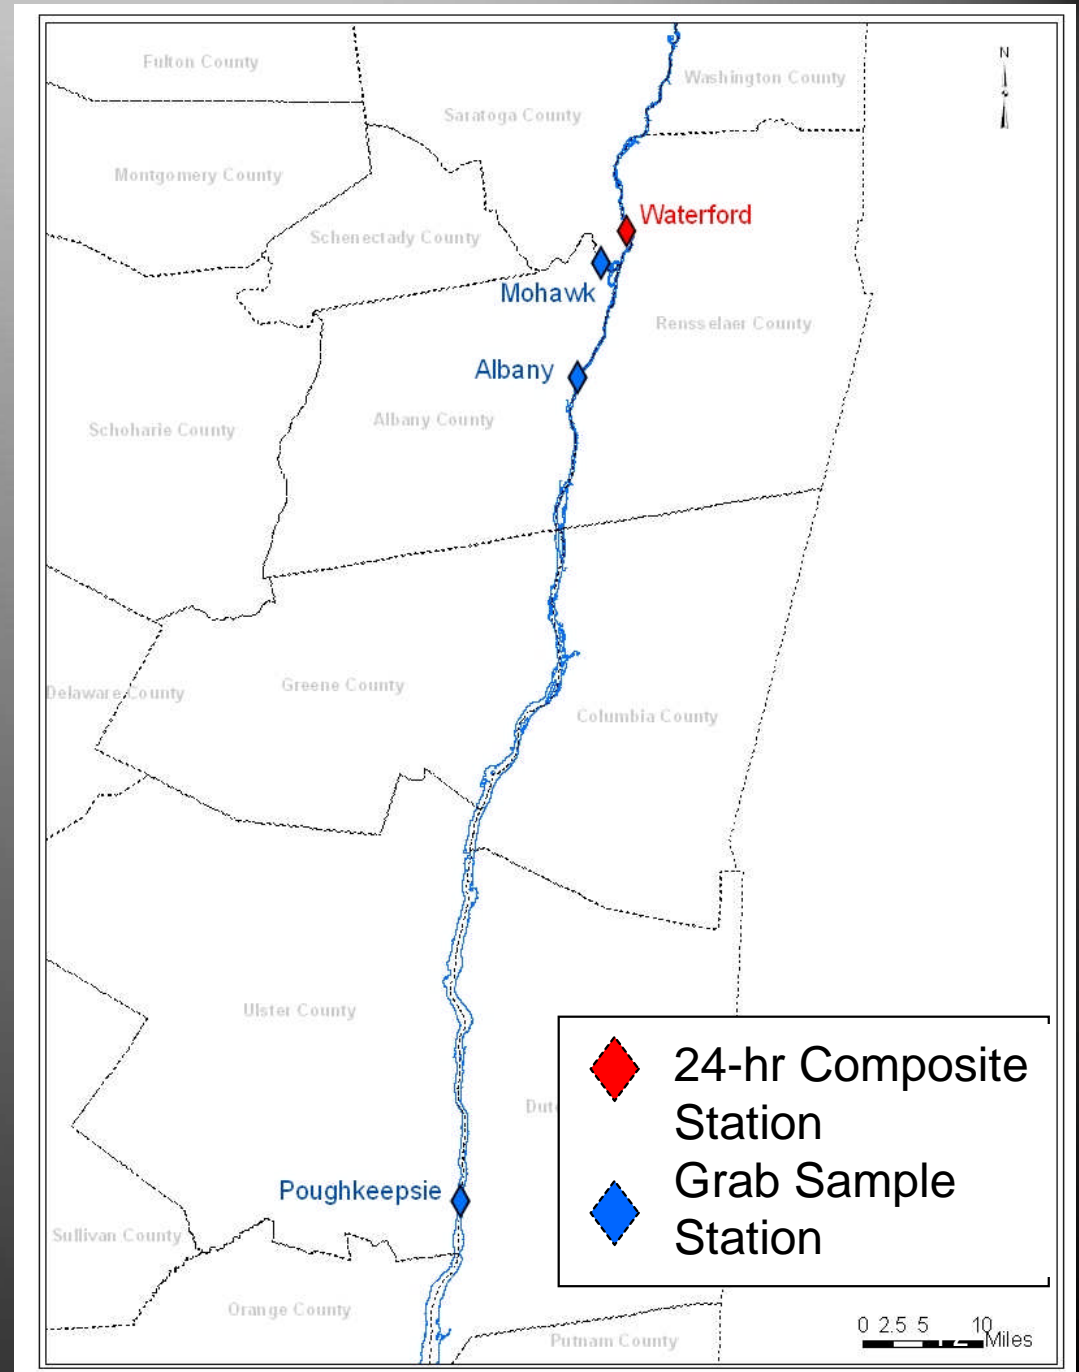 Fulton County
Washington County
N
Saratoga County
Montgomery County
Waterford
Schenectady County
Mohawk
Rensselaer County
Albany
Albany County
Schoharie County
Delaware County
Greene County
Columbia County
Ulster County
24-hr Composite
Station
Grab Sample
Station
Poughkeepsie
Sullivan County
Orange County
Putnam County
0 2.5 5 10
Miles